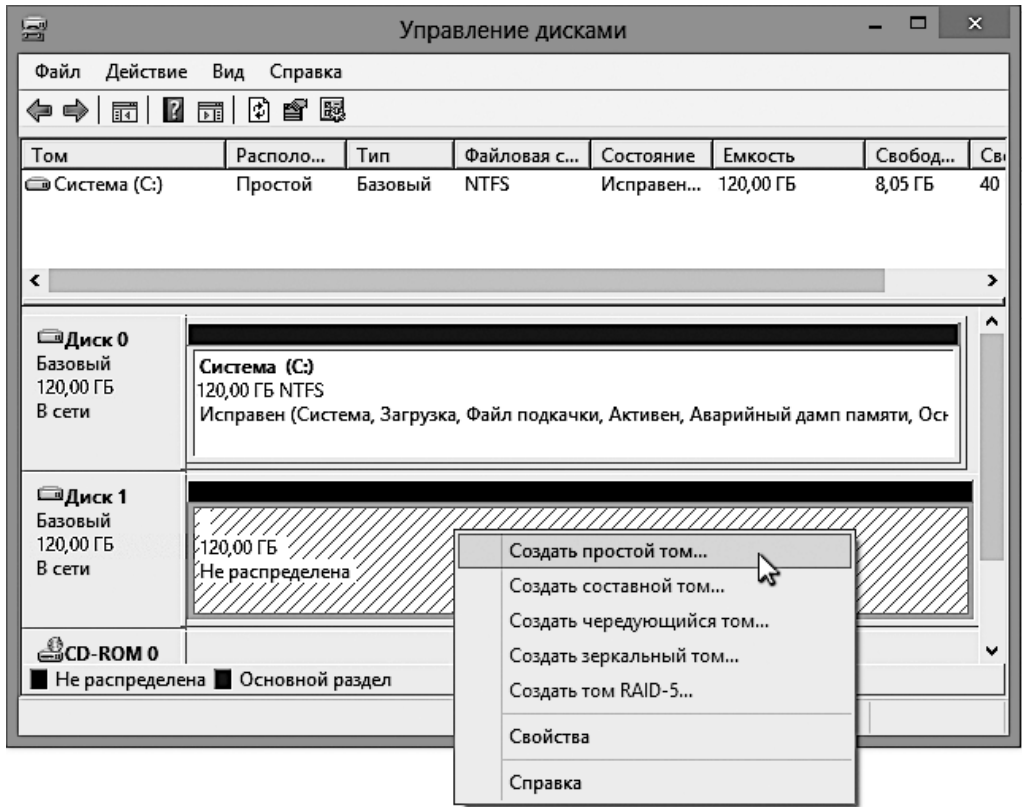 Управление дисками
Файл Действие Вид Справка
Том Располо... Тип Файловая с... Состояние Емкость Свобод... Сво
Система (C:) Простой Базовый NTFS Исправен... 120,00 ГБ 8,05 ГБ 40
Диск 0
Базовый
120,00 ГБ
В сети
Система (C:)
120,00 ГБ NTFS
Исправен (Система, Загрузка, Файл подкачки, Активен, Аварийный дамп памяти, Осн
Диск 1
Базовый
120,00 ГБ
В сети
120,00 ГБ
Не распределена
Создать простой том...
Создать составной том...
Создать чередующийся том...
Создать зеркальный том...
Создать том RAID-5...
Свойства
Справка
CD-ROM 0
Не распределена Основной раздел